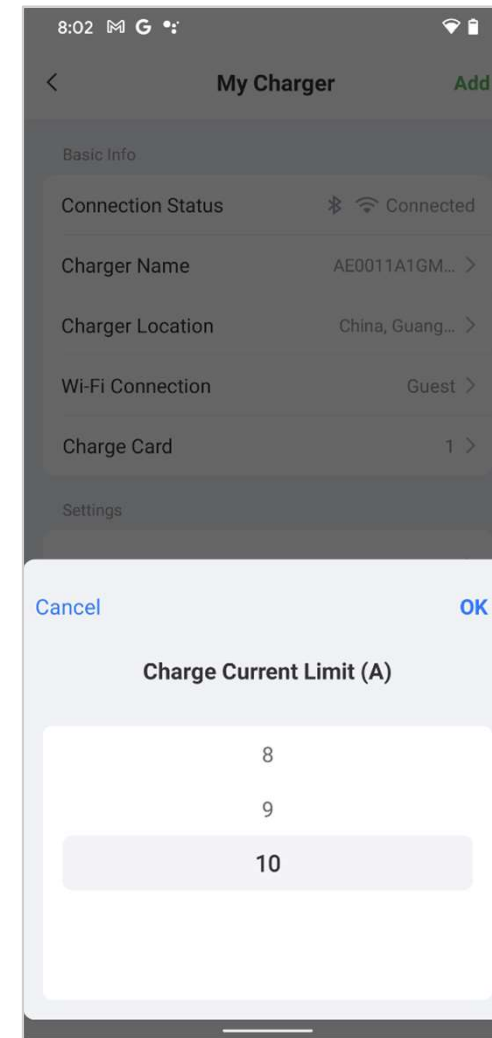 8:02
My Charger Add
Basic Info
Connection Status Connected
Charger Name AE0011A1GM...
Charger Location China, Guang...
Wi-Fi Connection Guest
Charge Card 1
Settings
Cancel OK
Charge Current Limit (A)
8
9
10